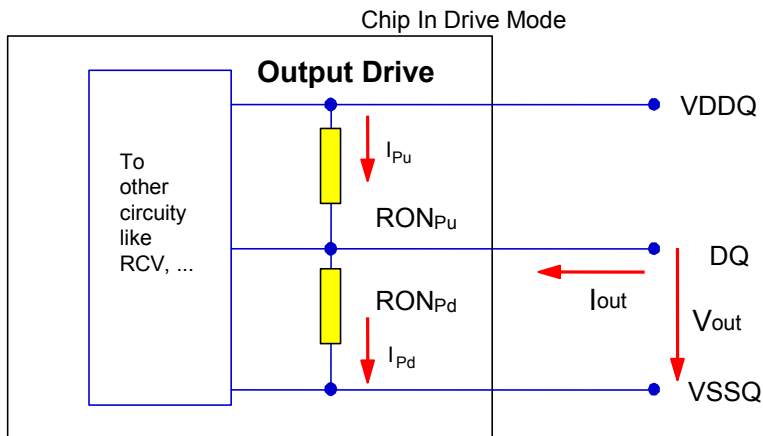 Chip In Drive Mode
Output Drive
VDDQ
To
other
circuity
like
RCV, ...
IPu
RONPu
DQ
RONPd
Iout
Vout
IPd
VSSQ